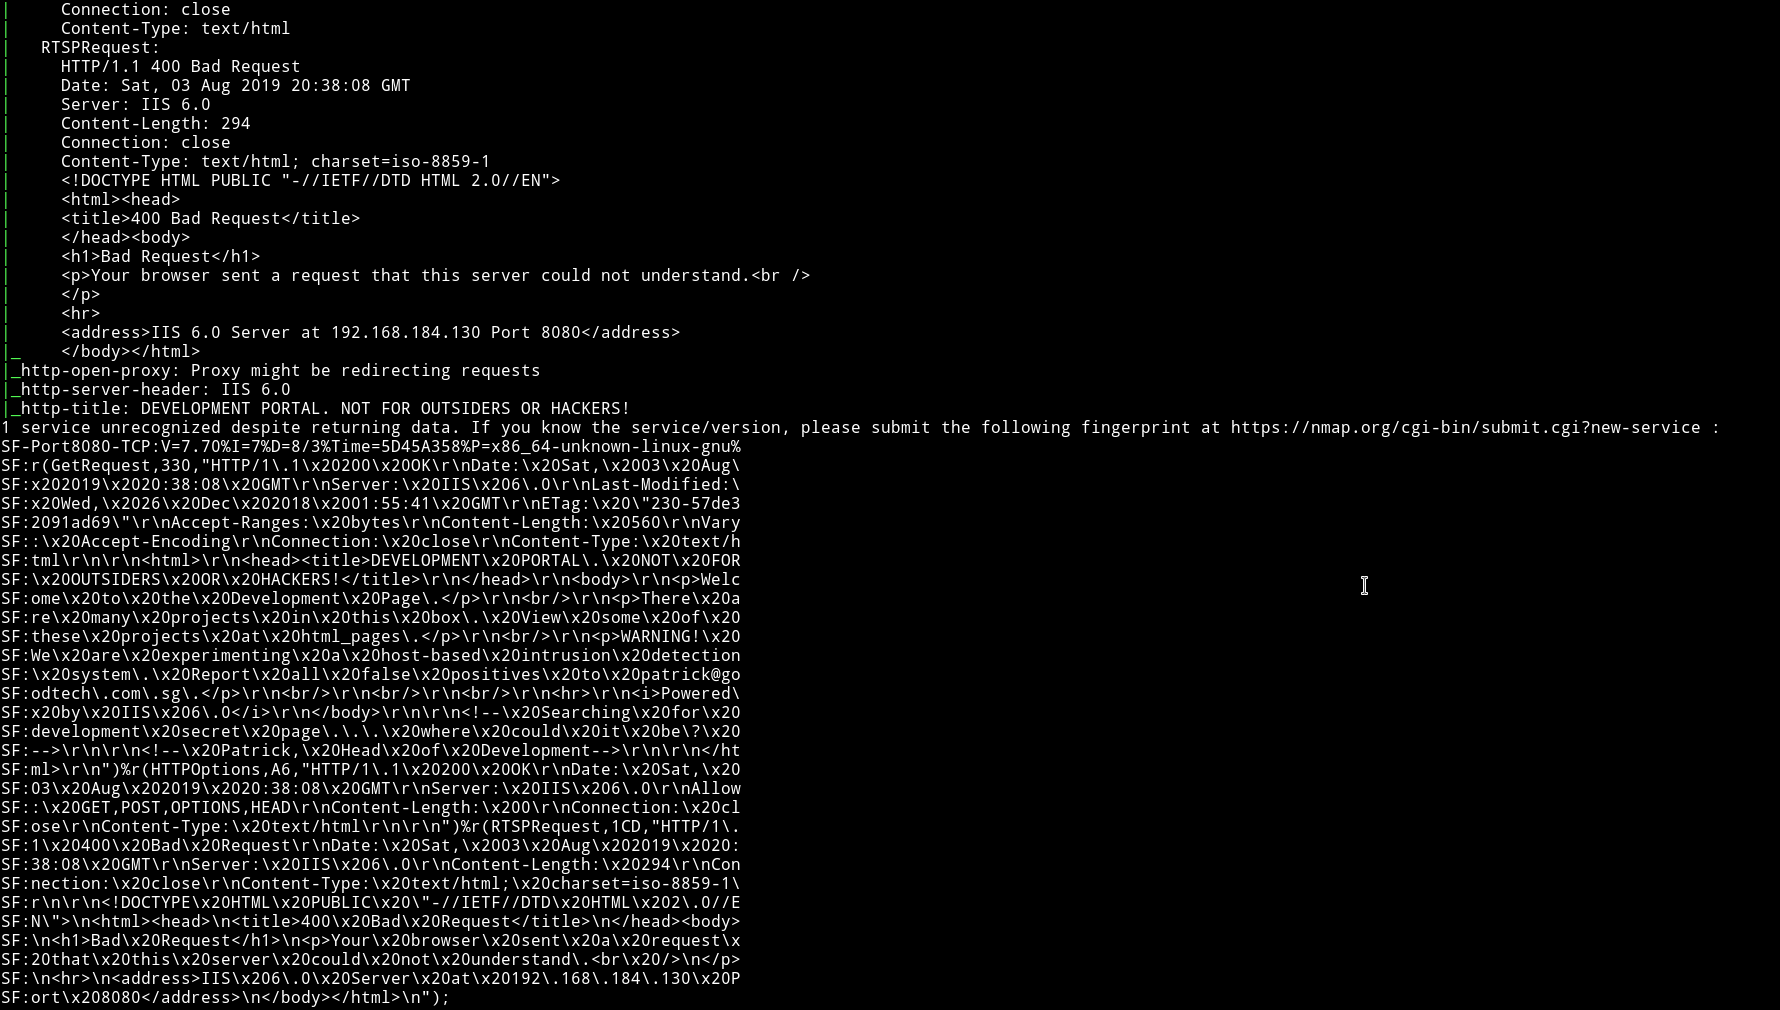 |     Connection: close
|     Content-Type: text/html
|   RTSPRequest:
|     HTTP/1.1 400 Bad Request
|     Date: Sat, 03 Aug 2019 20:38:08 GMT
|     Server: IIS 6.0
|     Content-Length: 294
|     Connection: close
|     Content-Type: text/html; charset=iso-8859-1
|     <!DOCTYPE HTML PUBLIC "-//IETF//DTD HTML 2.0//EN">
|     <html><head>
|     <title>400 Bad Request</title>
|     </head><body>
|     <h1>Bad Request</h1>
|     <p>Your browser sent a request that this server could not understand.<br />
|     </p>
|     <hr>
|     <address>IIS 6.0 Server at 192.168.184.130 Port 8080</address>
|_    </body></html>
|_http-open-proxy: Proxy might be redirecting requests
|_http-server-header: IIS 6.0
|_http-title: DEVELOPMENT PORTAL. NOT FOR OUTSIDERS OR HACKERS!
1 service unrecognized despite returning data. If you know the service/version, please submit the following fingerprint at https://nmap.org/cgi-bin/submit.cgi?new-service :
SF-Port8080-TCP:V=7.70%I=7%D=8/3%Time=5D45A358%P=x86_64-unknown-linux-gnu%
SF:r(GetRequest,330,"HTTP/1\.1\x20200\x20OK\r\nDate:\x20Sat,\x2003\x20Aug\
SF:x202019\x2020:38:08\x20GMT\r\nServer:\x20IIS\x206\.0\r\nLast-Modified:\
SF:x20Wed,\x2026\x20Dec\x202018\x2001:55:41\x20GMT\r\nETag:\x20\"230-57de3
SF:2091ad69\"\r\nAccept-Ranges:\x20bytes\r\nContent-Length:\x20560\r\nVary
SF::\x20Accept-Encoding\r\nConnection:\x20close\r\nContent-Type:\x20text/h
SF:tml\r\n\r\n<html>\r\n<head><title>DEVELOPMENT\x20PORTAL\.\x20NOT\x20FOR
SF:\x20OUTSIDERS\x20OR\x20HACKERS!</title>\r\n</head>\r\n<body>\r\n<p>Welc
SF:ome\x20to\x20the\x20Development\x20Page\.</p>\r\n<br/>\r\n<p>There\x20a
SF:re\x20many\x20projects\x20in\x20this\x20box\.\x20View\x20some\x20of\x20
SF:these\x20projects\x20at\x20html_pages\.</p>\r\n<br/>\r\n<p>WARNING!\x20
SF:We\x20are\x20experimenting\x20a\x20host-based\x20intrusion\x20detection
SF:\x20system\.\x20Report\x20all\x20false\x20positives\x20to\x20patrick@go
SF:odtech\.com\.sg\.</p>\r\n<br/>\r\n<br/>\r\n<br/>\r\n<hr>\r\n<i>Powered\
SF:x20by\x20IIS\x206\.0</i>\r\n</body>\r\n\r\n<!--\x20Searching\x20for\x20
SF:development\x20secret\x20page\.\.\.\x20where\x20could\x20it\x20be\?\x20
SF:-->\r\n\r\n<!--\x20Patrick,\x20Head\x20of\x20Development-->\r\n\r\n</ht
SF:ml>\r\n")%r(HTTPOptions,A6,"HTTP/1\.1\x20200\x20OK\r\nDate:\x20Sat,\x20
SF:03\x20Aug\x202019\x2020:38:08\x20GMT\r\nServer:\x20IIS\x206\.0\r\nAllow
SF::\x20GET,POST,OPTIONS,HEAD\r\nContent-Length:\x200\r\nConnection:\x20cl
SF:ose\r\nContent-Type:\x20text/html\r\n\r\n")%r(RTSPRequest,1CD,"HTTP/1\.
SF:1\x20400\x20Bad\x20Request\r\nDate:\x20Sat,\x2003\x20Aug\x202019\x2020:
SF:38:08\x20GMT\r\nServer:\x20IIS\x206\.0\r\nContent-Length:\x20294\r\nCon
SF:nection:\x20close\r\nContent-Type:\x20text/html;\x20charset=iso-8859-1\
SF:r\n\r\n<!DOCTYPE\x20HTML\x20PUBLIC\x20\"-//IETF//DTD\x20HTML\x202\.0//E
SF:N\">\n<html><head>\n<title>400\x20Bad\x20Request</title>\n</head><body>
SF:\n<h1>Bad\x20Request</h1>\n<p>Your\x20browser\x20sent\x20a\x20request\x
SF:20that\x20this\x20server\x20could\x20not\x20understand\.<br\x20/>\n</p>
SF:\n<hr>\n<address>IIS\x206\.0\x20Server\x20at\x20192\.168\.184\.130\x20P
SF:ort\x208080</address>\n</body></html>\n");